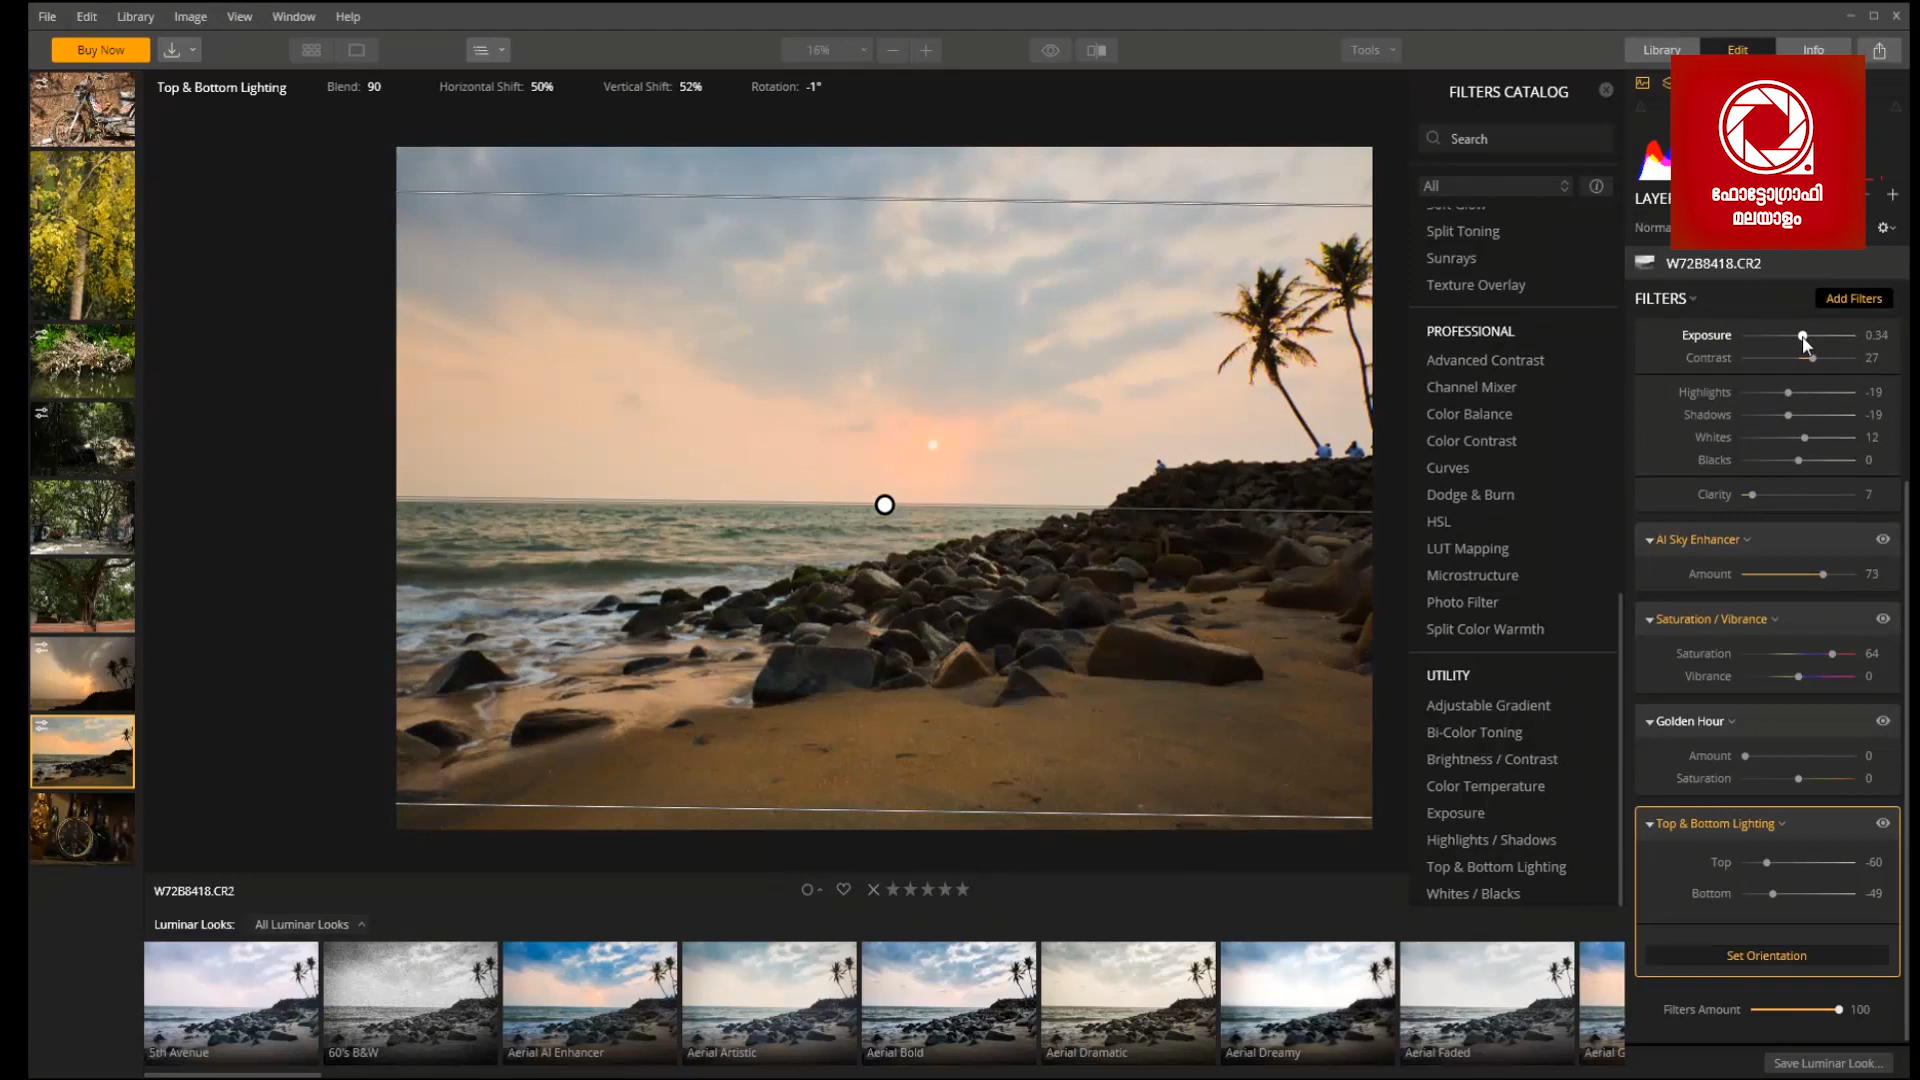 File Edit Library Image View Window Help
Buy Now 16% Tools Library Edit Info
Top & Bottom Lighting Blend: 90 Horizontal Shift: 50% Vertical Shift: 52% Rotation: -1°
FILTERS CATALOG
Search
All
Soft Glow
Split Toning
Sunrays
Texture Overlay
PROFESSIONAL
Advanced Contrast
Channel Mixer
Color Balance
Color Contrast
Curves
Dodge & Burn
HSL
LUT Mapping
Microstructure
Photo Filter
Split Color Warmth
UTILITY
Adjustable Gradient
Bi-Color Toning
Brightness / Contrast
Color Temperature
Exposure
Highlights / Shadows
Top & Bottom Lighting
Whites / Blacks
ഫോട്ടോഗ്രാഫി
മലയാളം
W72B8418.CR2
FILTERS Add Filters
Exposure 0.34
Contrast 27
Highlights -19
Shadows -19
Whites 12
Blacks 0
Clarity 7
AI Sky Enhancer
Amount 73
Saturation / Vibrance
Saturation 64
Vibrance 0
Golden Hour
Amount 0
Saturation 0
Top & Bottom Lighting
Top -60
Bottom -49
Set Orientation
Filters Amount 100
Save Luminar Look...
W72B8418.CR2
Luminar Looks: All Luminar Looks
5th Avenue 60's B&W Aerial AI Enhancer Aerial Artistic Aerial Bold Aerial Dramatic Aerial Dreamy Aerial Faded Aerial G